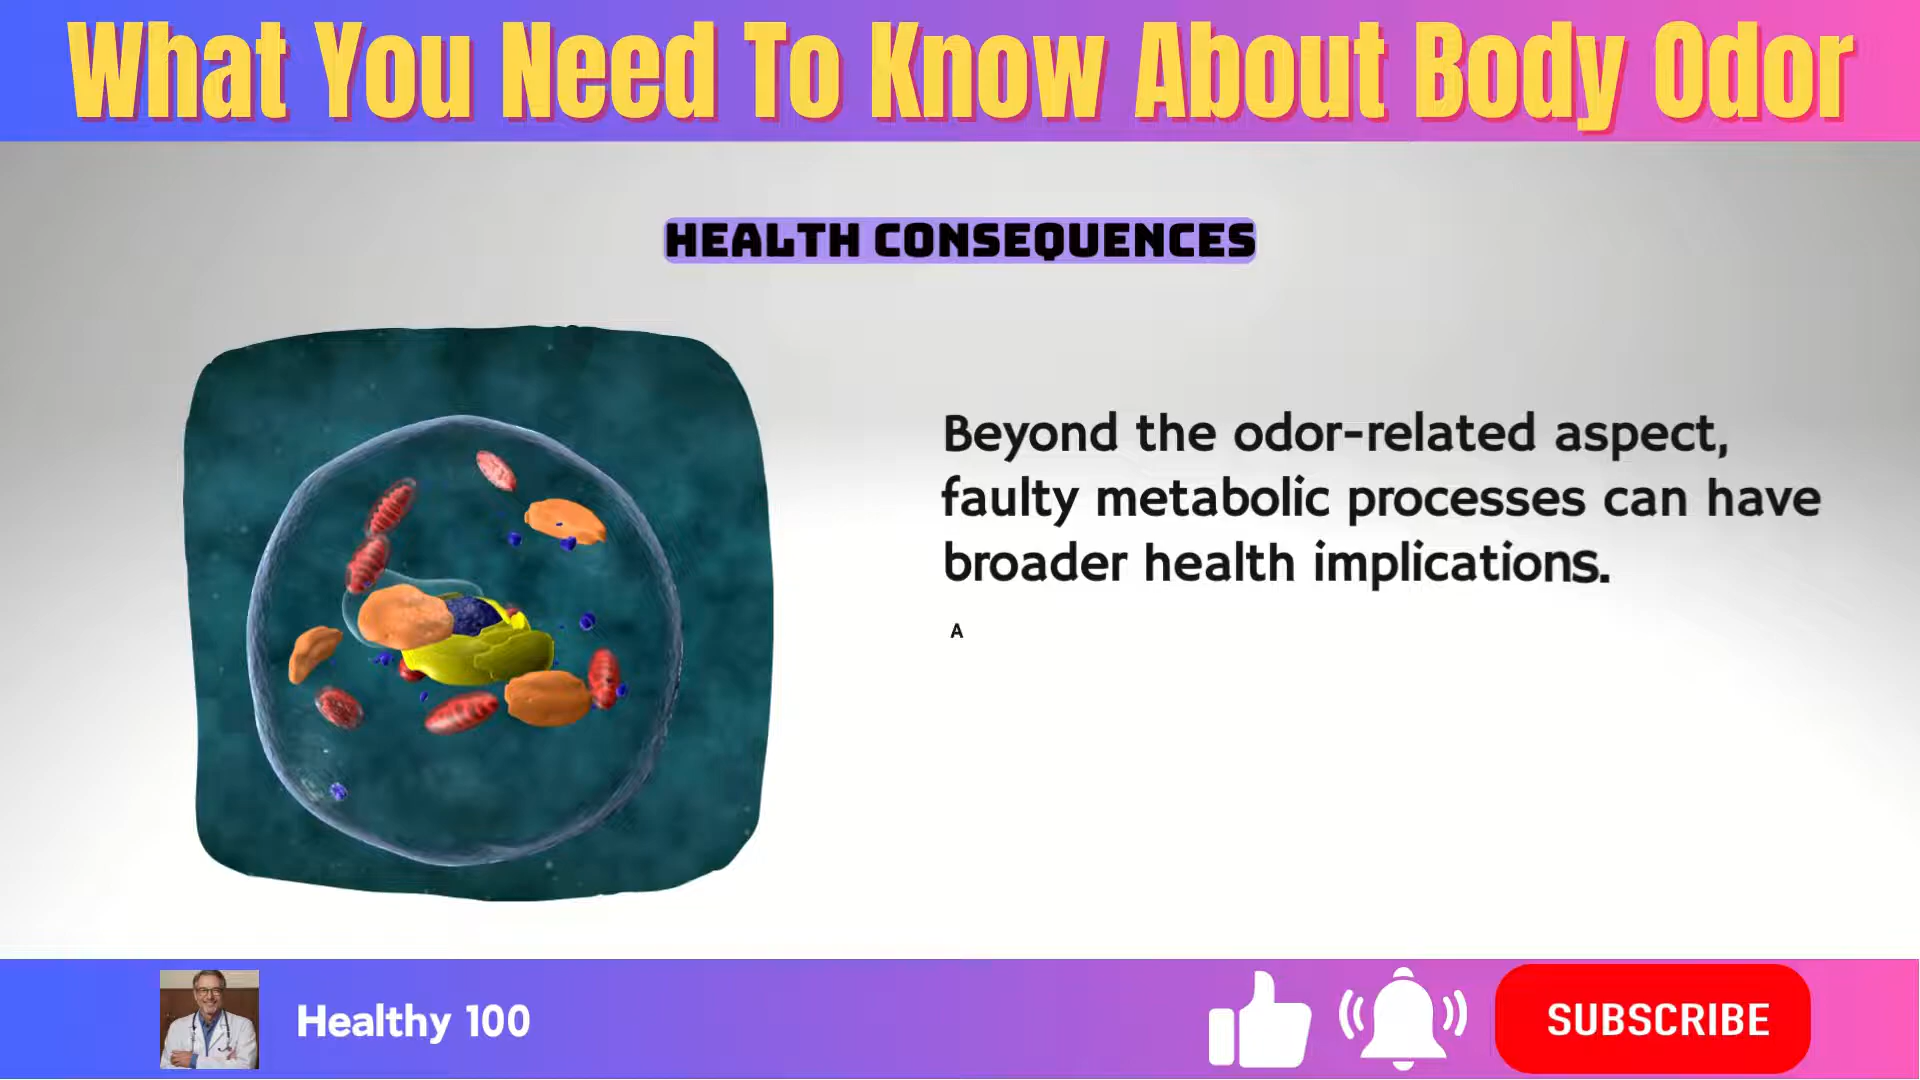 What You Need To Know About Body Odor
HEALTH CONSEQUENCES
Beyond the odor-related aspect,
faulty metabolic processes can have
broader health implications.
A
Healthy 100
SUBSCRIBE